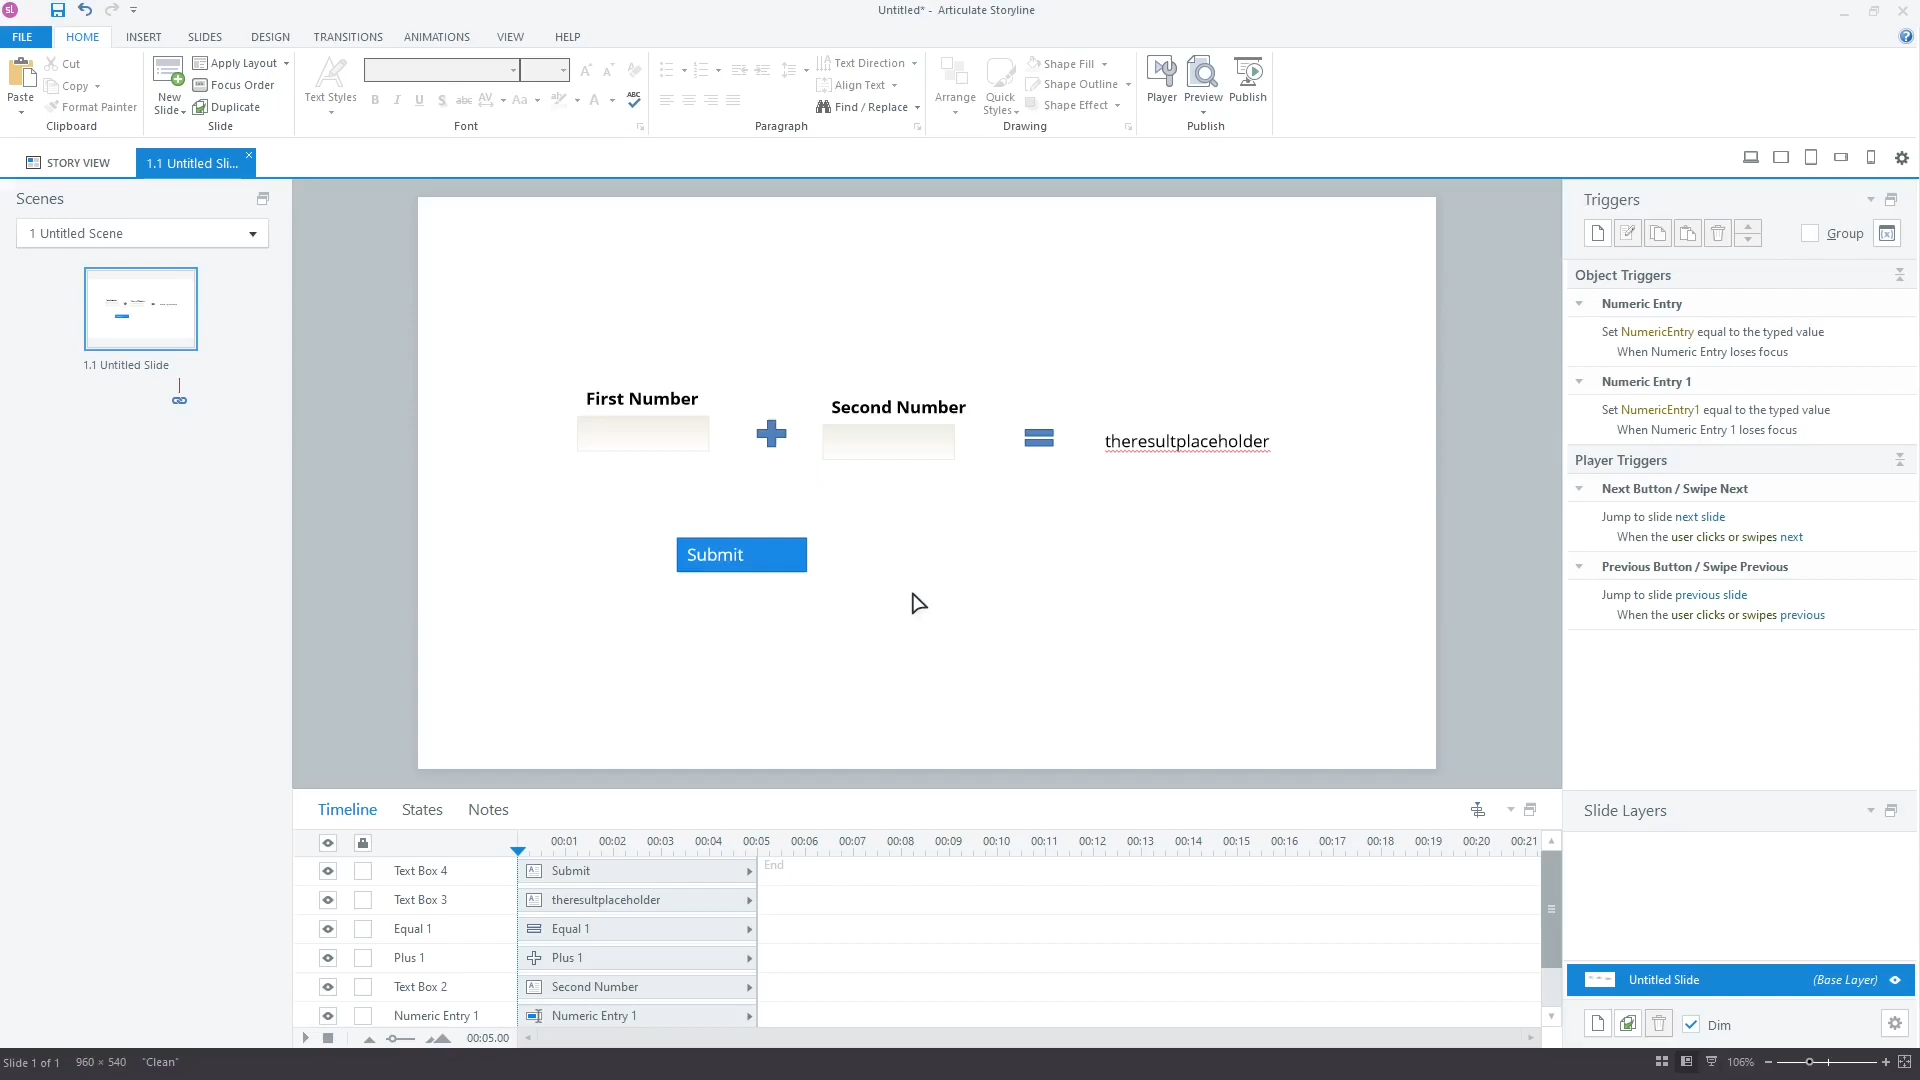 sl
Untitled* - Articulate Storyline
FILE HOME INSERT SLIDES DESIGN TRANSITIONS ANIMATIONS VIEW HELP
Paste
Cut
Copy
Format Painter
Clipboard
New
Slide
Apply Layout
Focus Order
Duplicate
Slide
Text Styles
B I U S abc AV Aa A ABC
Font
Text Direction
Align Text
Find / Replace
Paragraph
Arrange
Quick
Styles
Shape Fill
Shape Outline
Shape Effect
Drawing
Player
Preview
Publish
Publish
STORY VIEW
1.1 Untitled Sli...
Scenes
1 Untitled Scene
1.1 Untitled Slide
First Number
Second Number
theresultplaceholder
Submit
Triggers
Group
Object Triggers
Numeric Entry
Set NumericEntry equal to the typed value
When Numeric Entry loses focus
Numeric Entry 1
Set NumericEntry1 equal to the typed value
When Numeric Entry 1 loses focus
Player Triggers
Next Button / Swipe Next
Jump to slide next slide
When the user clicks or swipes next
Previous Button / Swipe Previous
Jump to slide previous slide
When the user clicks or swipes previous
Timeline States Notes
00:01 00:02 00:03 00:04 00:05 00:06 00:07 00:08 00:09 00:10 00:11 00:12 00:13 00:14 00:15 00:16 00:17 00:18 00:19 00:20 00:21
End
Text Box 4 Submit
Text Box 3 theresultplaceholder
Equal 1 Equal 1
Plus 1 Plus 1
Text Box 2 Second Number
Numeric Entry 1 Numeric Entry 1
00:05.00
Slide Layers
Untitled Slide (Base Layer)
Dim
Slide 1 of 1 960 × 540 "Clean"
106%